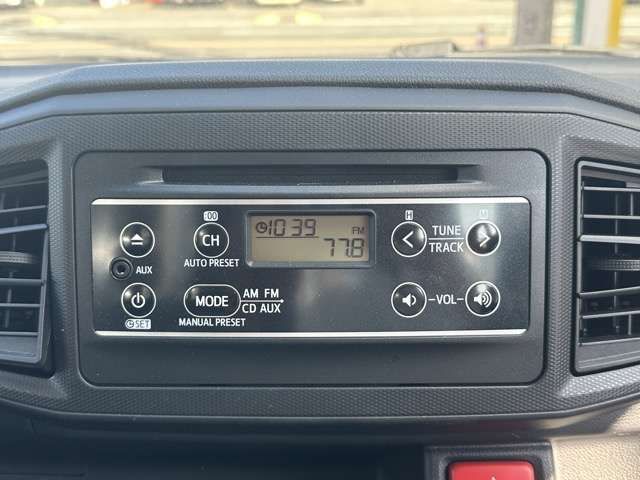 :00
H
M
CH
10:39
FM
77.8
TUNE
TRACK
AUX
AUTO PRESET
MODE
AM FM
CD AUX
VOL
SET
MANUAL PRESET